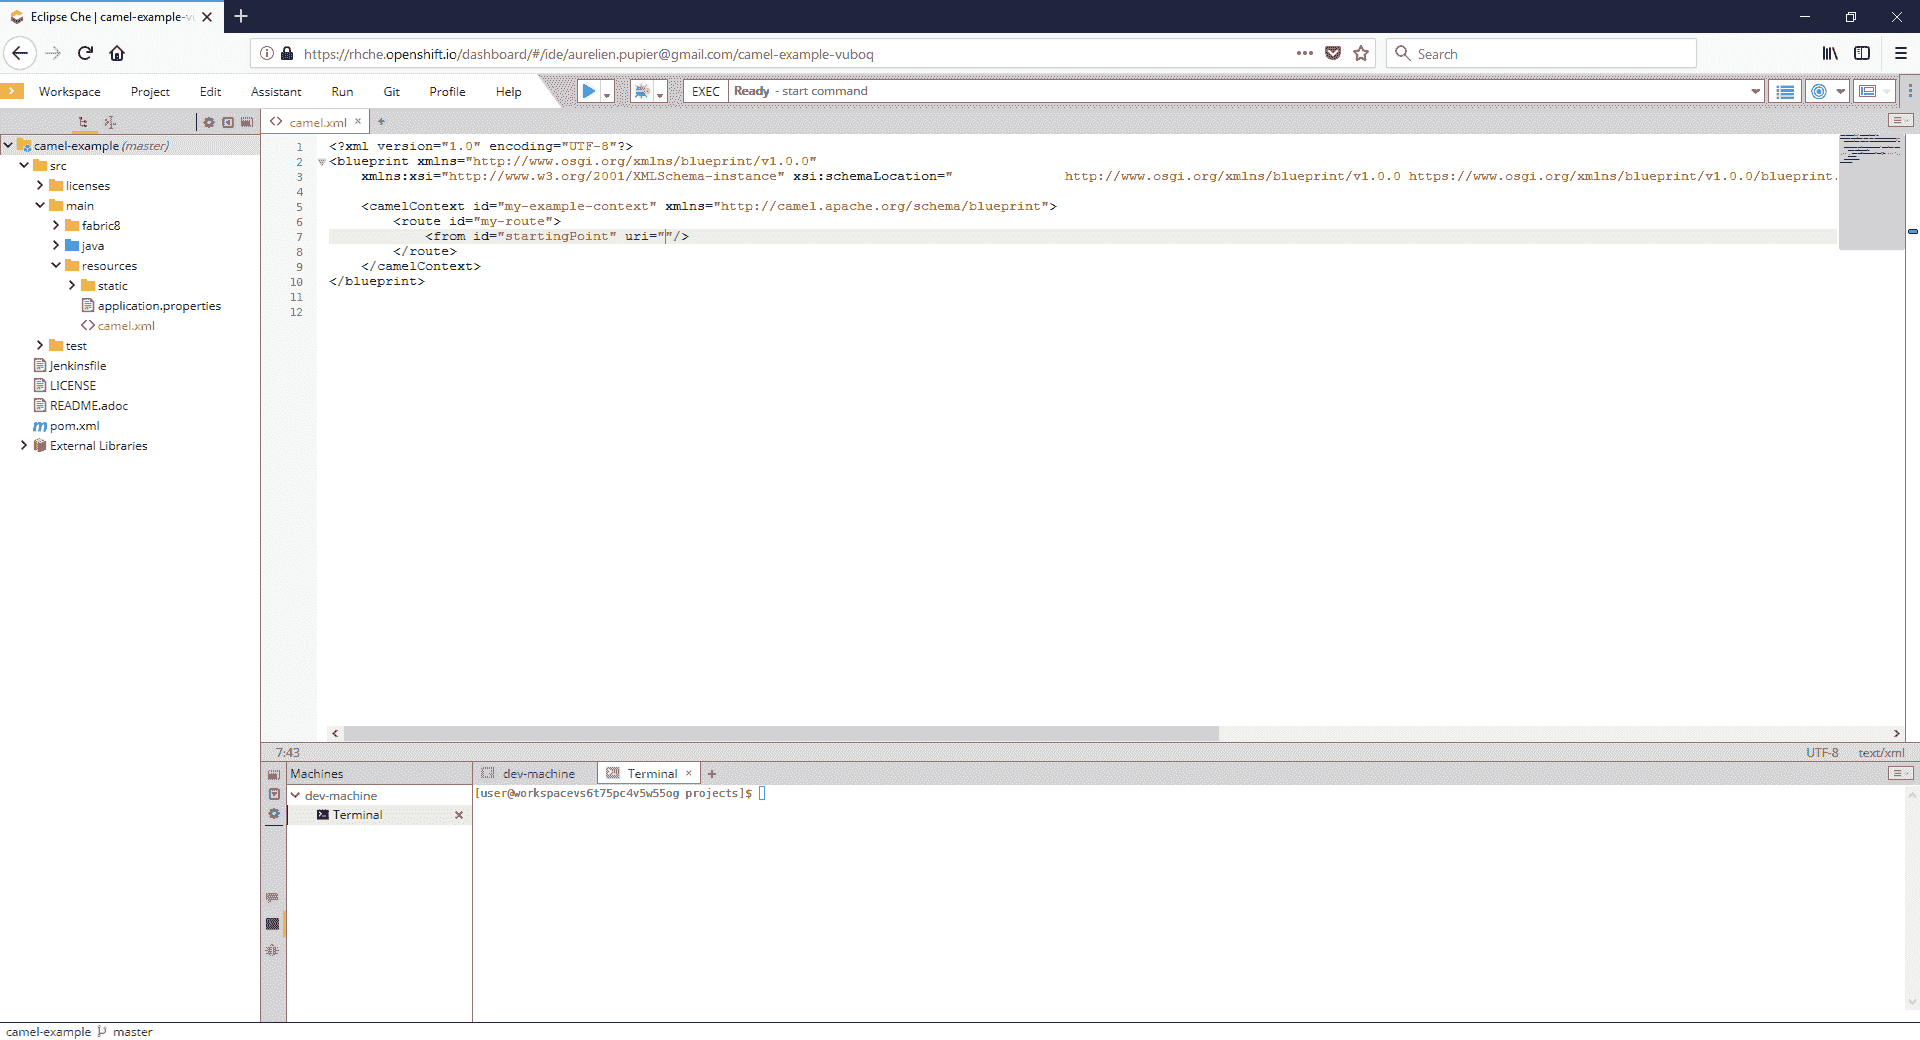 Eclipse Che | camel-example-vu
https://rhche.openshift.io/dashboard/#/ide/aurelien.pupier@gmail.com/camel-example-vuboq
Search
Workspace Project Edit Assistant Run Git Profile Help
EXEC Ready - start command
camel.xml
camel-example (master)
src
licenses
main
fabric8
java
resources
static
application.properties
camel.xml
test
Jenkinsfile
LICENSE
README.adoc
m pom.xml
External Libraries
1 <?xml version="1.0" encoding="UTF-8"?>
2 <blueprint xmlns="http://www.osgi.org/xmlns/blueprint/v1.0.0"
3 xmlns:xsi="http://www.w3.org/2001/XMLSchema-instance" xsi:schemaLocation=" http://www.osgi.org/xmlns/blueprint/v1.0.0 https://www.osgi.org/xmlns/blueprint/v1.0.0/blueprint.
4
5 <camelContext id="my-example-context" xmlns="http://camel.apache.org/schema/blueprint">
6 <route id="my-route">
7 <from id="startingPoint" uri=""/>
8 </route>
9 </camelContext>
10 </blueprint>
11
12
7:43 UTF-8 text/xml
Machines
dev-machine
Terminal
dev-machine Terminal
[user@workspacevs6t75pc4v5w55og projects]$
camel-example master